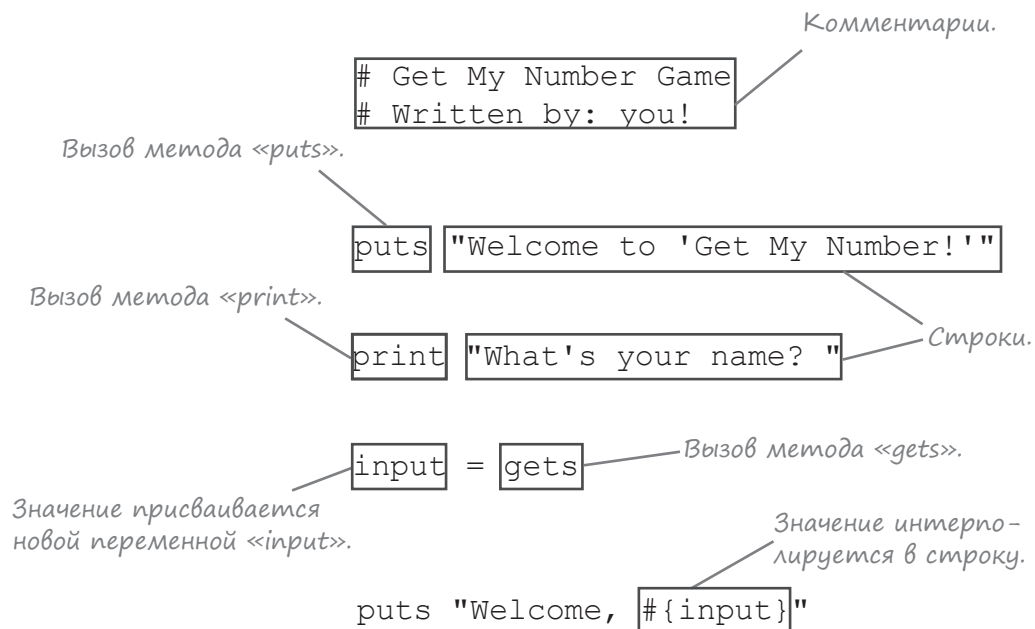 Комментарии.
# Get My Number Game
# Written by: you!
Вызов метода «puts».
puts "Welcome to 'Get My Number!'"
Вызов метода «print».
Строки.
print "What's your name? "
input = gets
Вызов метода «gets».
Значение присваивается
новой переменной «input».
Значение интерпо-
лируется в строку.
puts "Welcome, #{input}"